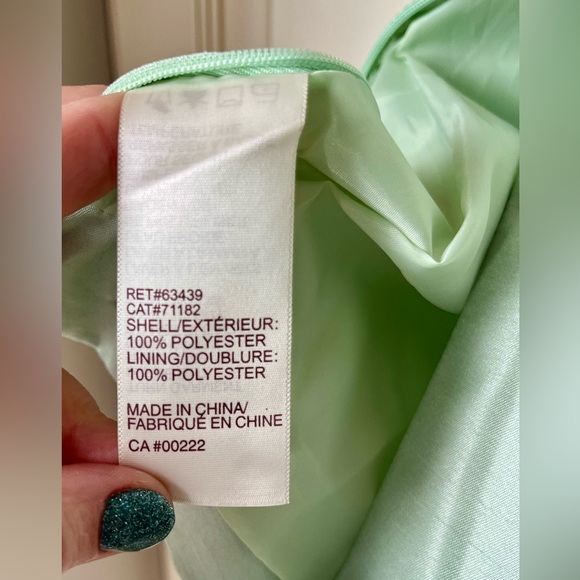 RET#63439
CAT#71182
SHELL/EXTÉRIEUR:
100% POLYESTER
LINING/DOUBLURE:
100% POLYESTER
MADE IN CHINA/
FABRIQUÉ EN CHINE
CA #00222